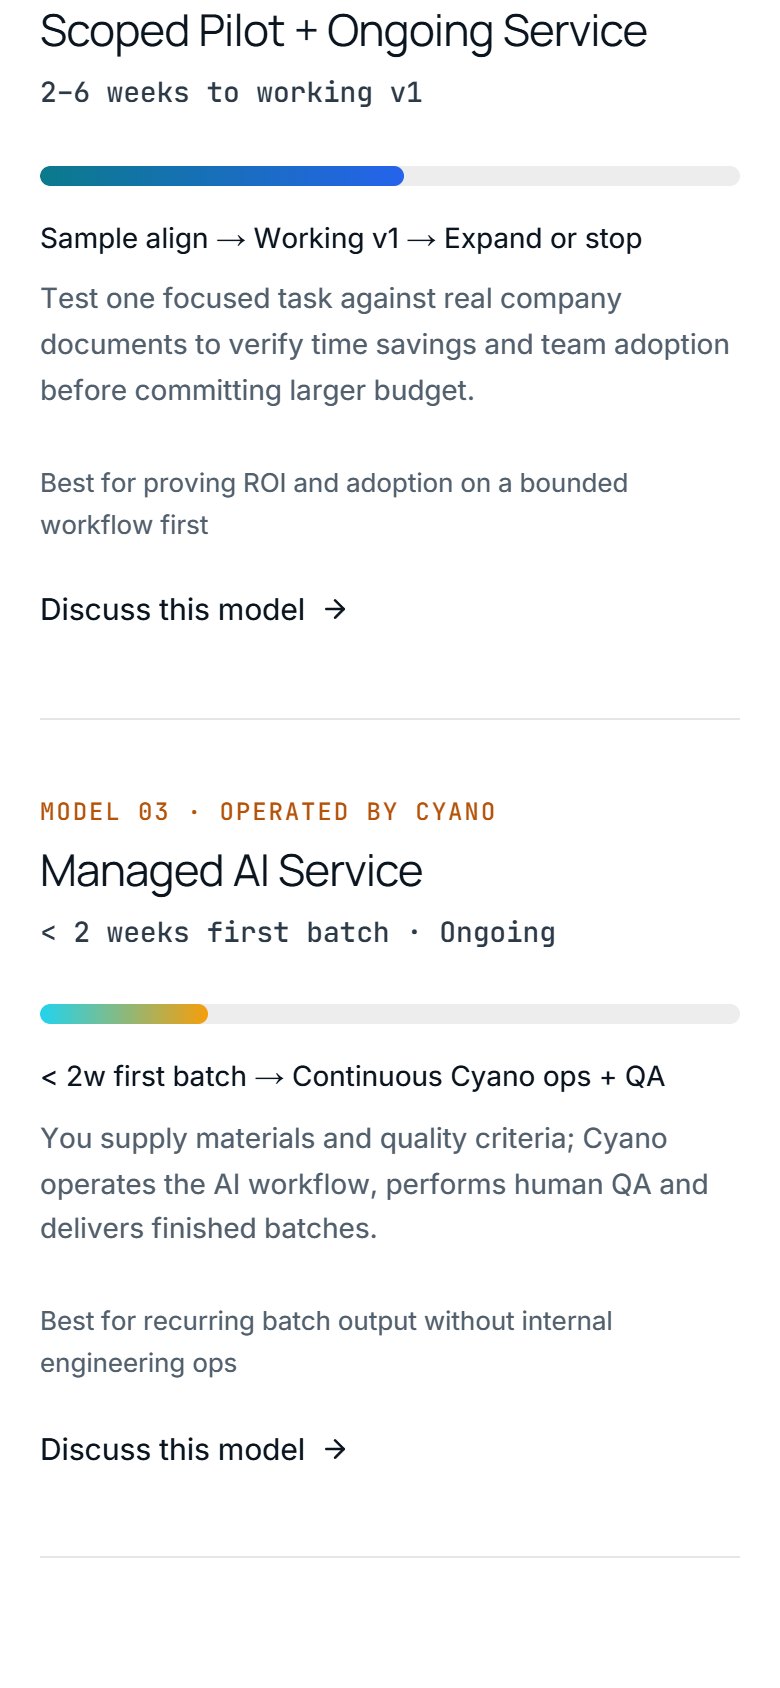 Scoped Pilot + Ongoing Service
2–6 weeks to working v1
Sample align → Working v1 → Expand or stop
Test one focused task against real company
documents to verify time savings and team adoption
before committing larger budget.
Best for proving ROI and adoption on a bounded
workflow first
Discuss this model →
MODEL 03 · OPERATED BY CYANO
Managed AI Service
< 2 weeks first batch · Ongoing
< 2w first batch → Continuous Cyano ops + QA
You supply materials and quality criteria; Cyano
operates the AI workflow, performs human QA and
delivers finished batches.
Best for recurring batch output without internal
engineering ops
Discuss this model →